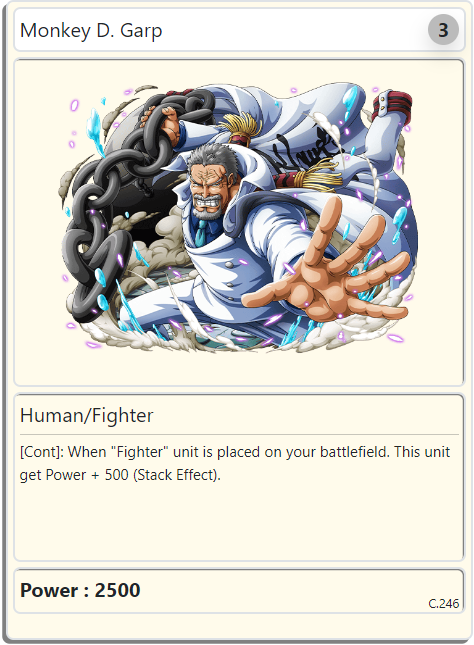 Monkey D. Garp
3
Human/Fighter
[Cont]: When "Fighter" unit is placed on your battlefield. This unit
get Power + 500 (Stack Effect).
Power : 2500
C.246